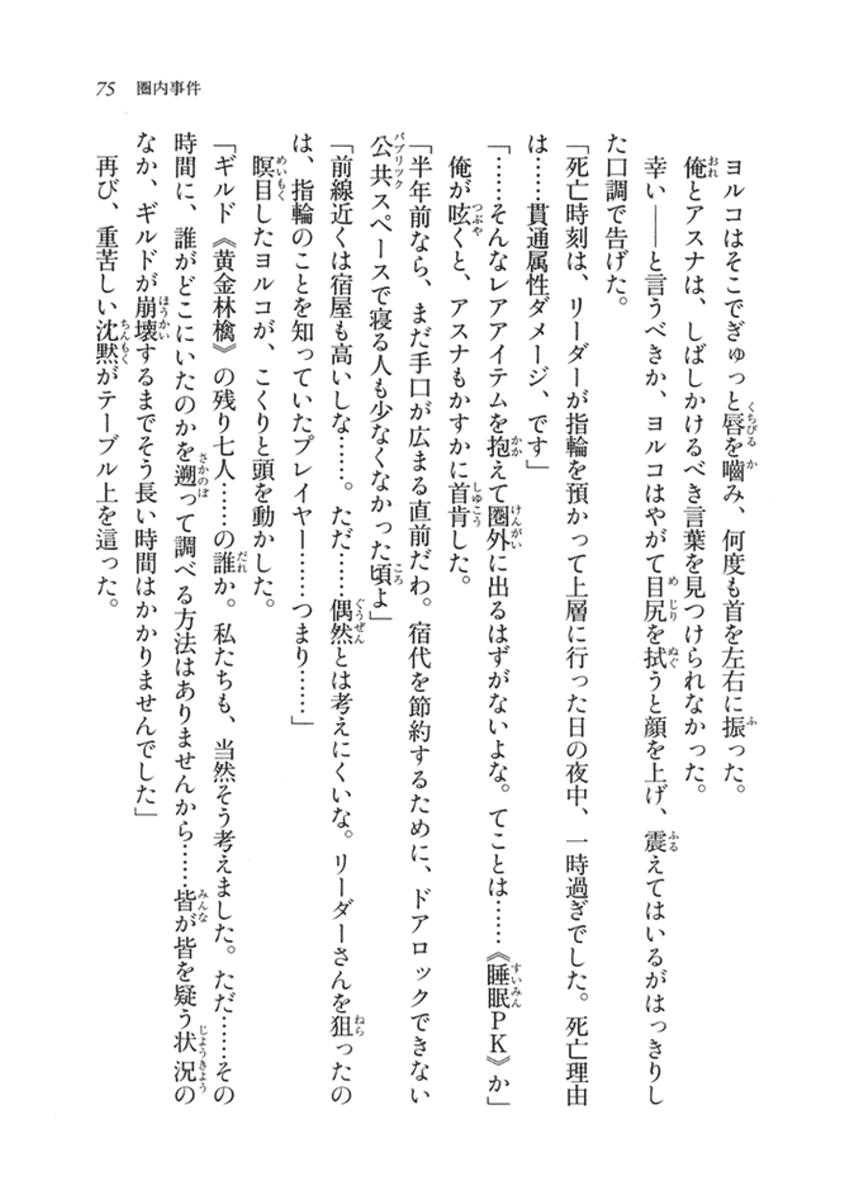 75 圏内事件
ヨルコはそこでぎゅっと唇を嚙み、何度も首を左右に振った。
俺とアスナは、しばしかけるべき言葉を見つけられなかった。
幸い――と言うべきか、ヨルコはやがて目尻を拭うと顔を上げ、震えてはいるがはっきりし
た口調で告げた。
「死亡時刻は、リーダーが指輪を預かって上層に行った日の夜中、一時過ぎでした。死亡理由
は……貫通属性ダメージ、です」
「……そんなレアアイテムを抱えて圏外に出るはずがないよな。てことは……《睡眠ＰＫ》か」
俺が呟くと、アスナもかすかに首肯した。
「半年前なら、まだ手口が広まる直前だわ。宿代を節約するために、ドアロックできない
公共スペースで寝る人も少なくなかった頃よ」
「前線近くは宿屋も高いしな……。ただ……偶然とは考えにくいな。リーダーさんを狙ったの
は、指輪のことを知っていたプレイヤー……つまり……」
瞑目したヨルコが、こくりと頭を動かした。
「ギルド《黄金林檎》の残り七人……の誰か。私たちも、当然そう考えました。ただ……その
時間に、誰がどこにいたのかを遡って調べる方法はありませんから……皆が皆を疑う状況の
なか、ギルドが崩壊するまでそう長い時間はかかりませんでした」
再び、重苦しい沈黙がテーブル上を這った。